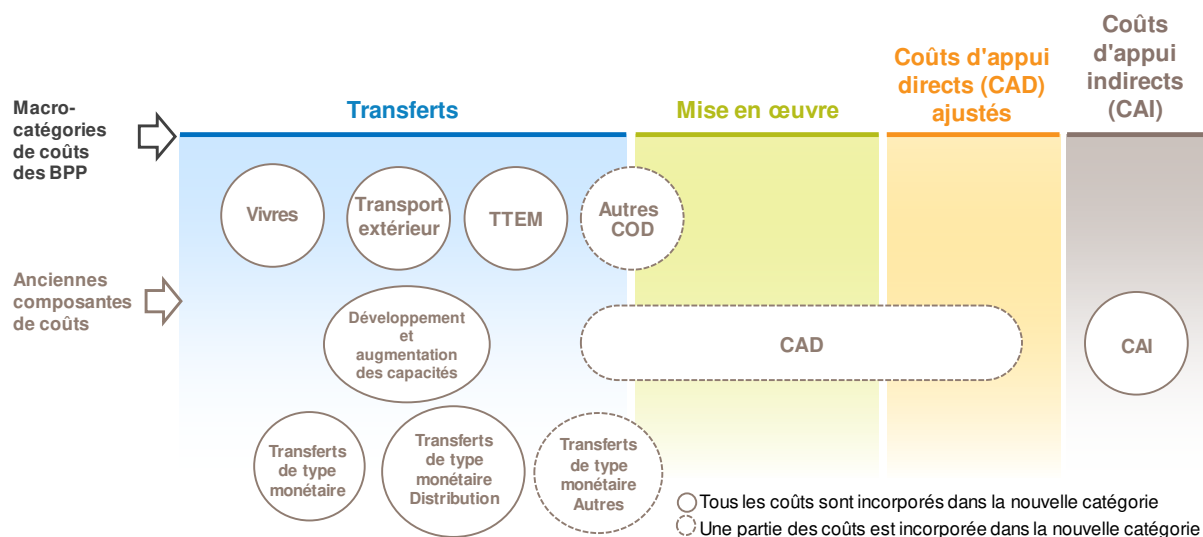 Coûts
d'appui
indirects
(CAI)
Coûts d'appui
directs (CAD)
ajustés
Mise en œuvre
Transferts
Macro-
catégories
de coûts
des BPP
Vivres
Transport
extérieur
TTEM
Autres
COD
Anciennes
composantes
de coûts
Développement
et
augmentation
des capacités
CAD
CAI
Transferts
de type
monétaire
Transferts
de type
monétaire
Distribution
Transferts
de type
monétaire
Autres
Tous les coûts sont incorporés dans la nouvelle catégorie
Une partie des coûts est incorporée dans la nouvelle catégorie